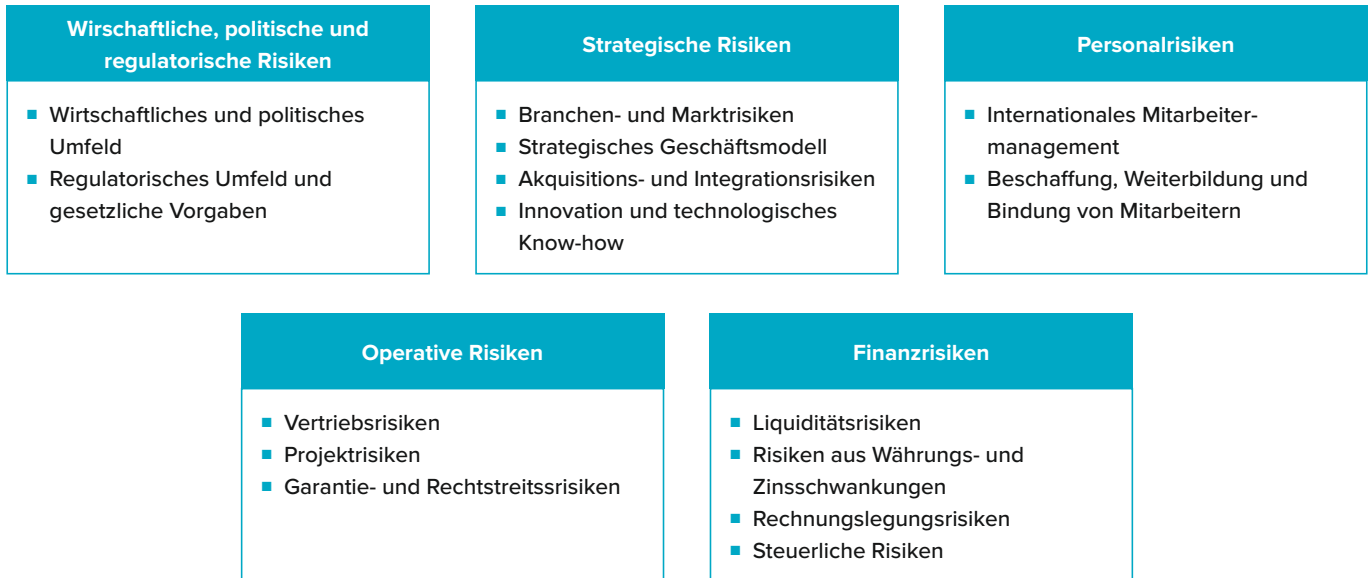 Wirschaftliche, politische und
regulatorische Risiken
Wirtschaftliches und politisches
Umfeld
Regulatorisches Umfeld und
gesetzliche Vorgaben
Strategische Risiken
Branchen- und Marktrisiken
Strategisches Geschäftsmodell
Akquisitions- und Integrationsrisiken
Innovation und technologisches
Know-how
Personalrisiken
Internationales Mitarbeiter-
management
Beschaffung, Weiterbildung und
Bindung von Mitarbeitern
Operative Risiken
Vertriebsrisiken
Projektrisiken
Garantie- und Rechtstreitssrisiken
Finanzrisiken
Liquiditätsrisiken
Risiken aus Währungs- und
Zinsschwankungen
Rechnungslegungsrisiken
Steuerliche Risiken